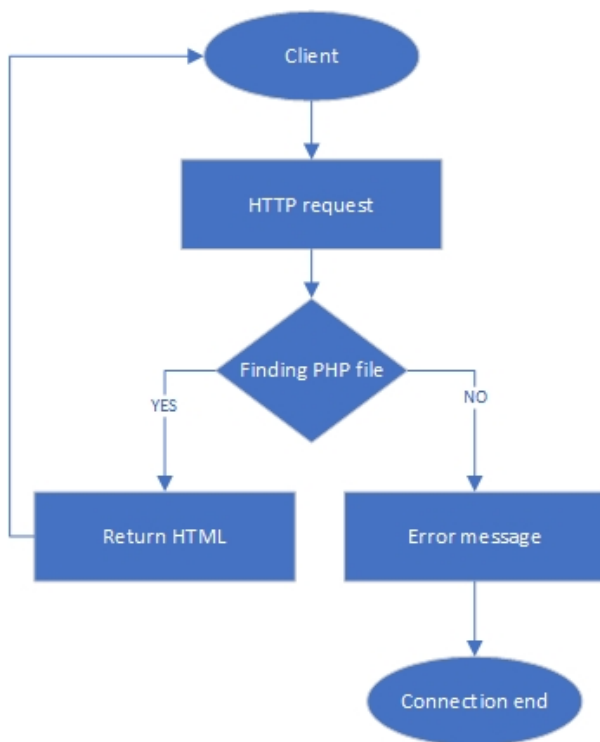 Client
HTTP request
Finding PHP file
YES
NO
Return HTML
Error message
Connection end